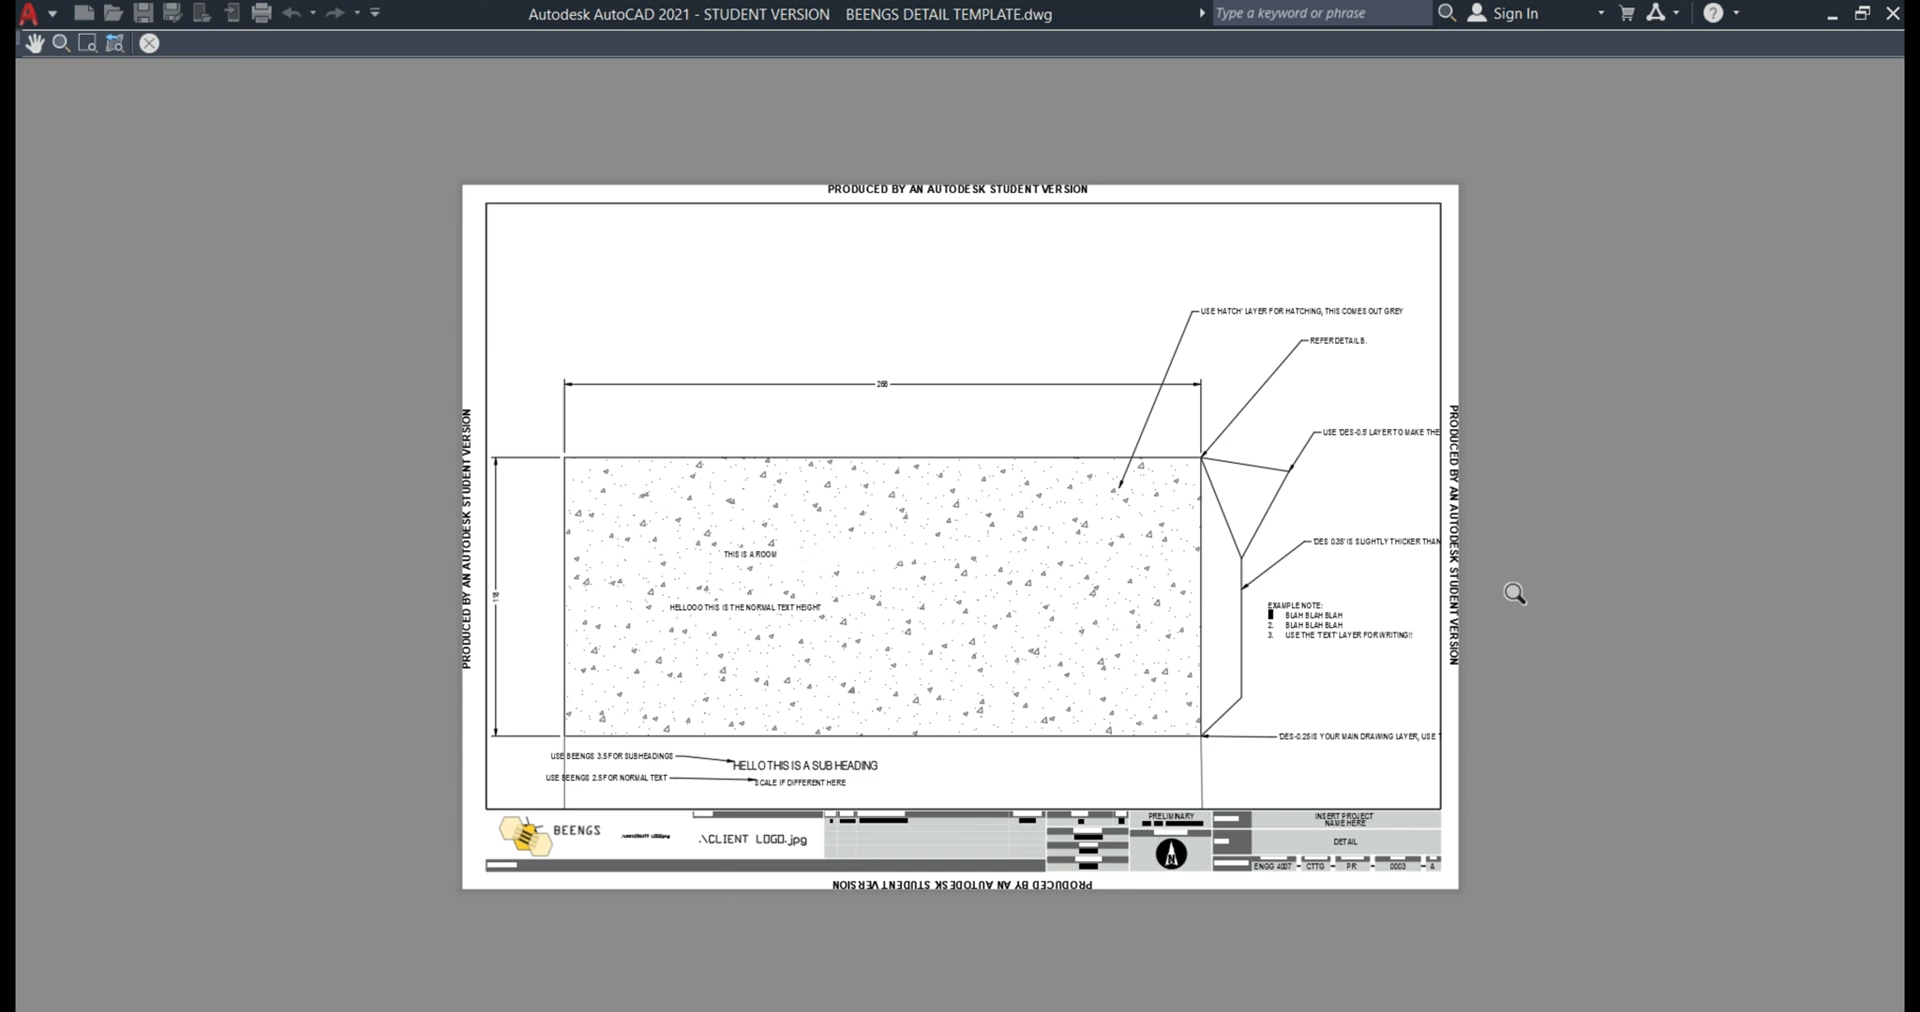 Autodesk AutoCAD 2021 - STUDENT VERSION BEENGS DETAIL TEMPLATE.dwg
Type a keyword or phrase
Sign In
PRODUCED BY AN AUTODESK STUDENT VERSION
USE 'HATCH' LAYER FOR HATCHING, THIS COMES OUT GREY
REFER DETAIL B.
268
USE 'DES-0.5' LAYER TO MAKE THE
PRODUCED BY AN AUTODESK STUDENT VERSION
PRODUCED BY AN AUTODESK STUDENT VERSION
'DES 0.35' IS SLIGHTLY THICKER THAN
THIS IS A ROOM
HELLOOO THIS IS THE NORMAL TEXT HEIGHT
EXAMPLE NOTE:
BLAH BLAH BLAH
2. BLAH BLAH BLAH
3. USE THE 'TEXT' LAYER FOR WRITING!!
'DES-0.25 IS YOUR MAIN DRAWING LAYER, USE
USE BEENGS 3.5 FOR SUBHEADINGS
HELLO THIS IS A SUB HEADING
USE BEENGS 2.5 FOR NORMAL TEXT
SCALE IF DIFFERENT HERE
BEENGS
.\CLIENT LOGO.jpg
PRELIMINARY
N
INSERT PROJECT
NAME HERE
DETAIL
ENGG 4007 - CTTG - PR - 0003 - A
PRODUCED BY AN AUTODESK STUDENT VERSION